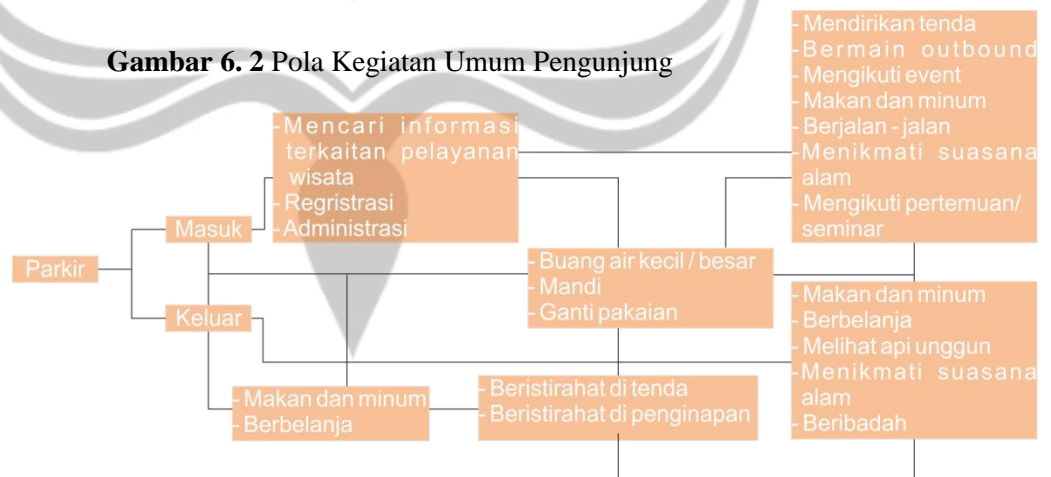 Gambar 6. 2 Pola Kegiatan Umum Pengunjung
Parkir
Masuk
Keluar
-Mencari informasi
terkaitan pelayanan
wisata
- Regristrasi
- Administrasi
- Makan dan minum
- Berbelanja
- Buang air kecil / besar
- Mandi
- Ganti pakaian
- Beristirahat di tenda
- Beristirahat di penginapan
- Mendirikan tenda
- Bermain outbound
- Mengikuti event
- Makan dan minum
- Berjalan - jalan
- Menikmati suasana
alam
- Mengikuti pertemuan/
seminar
- Makan dan minum
- Berbelanja
- Melihat api unggun
- Menikmati suasana
alam
- Beribadah